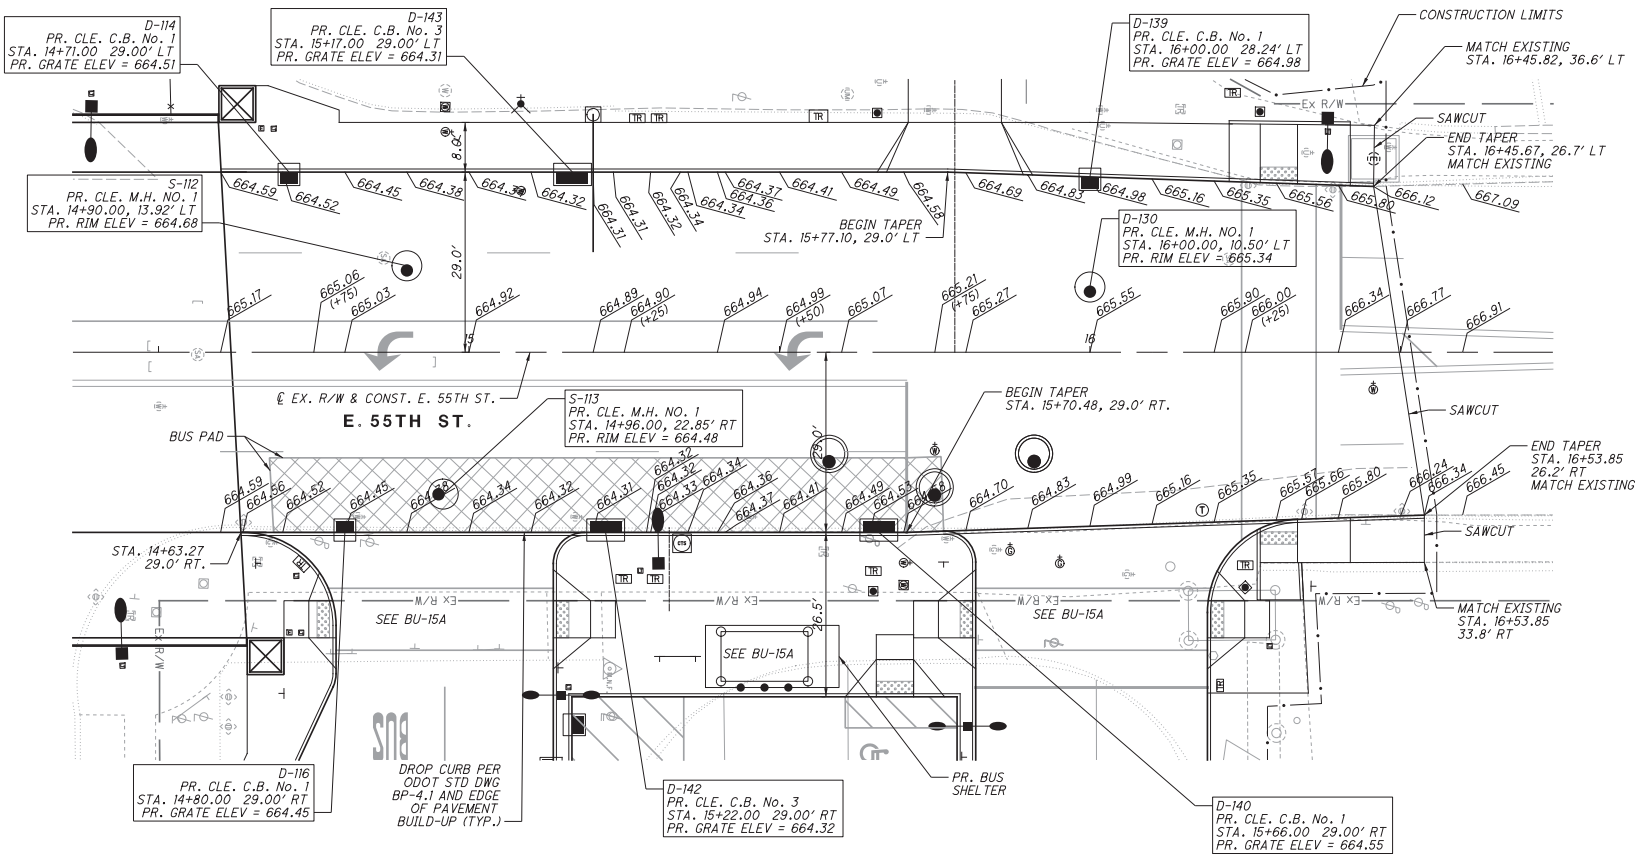 D-114
PR. CLE. C.B. No. 1
STA. 14+71.00 29.00' LT
PR. GRATE ELEV = 664.51
D-143
PR. CLE. C.B. No. 3
STA. 15+17.00 29.00' LT
PR. GRATE ELEV = 664.31
D-139
PR. CLE. C.B. No. 1
STA. 16+00.00 28.24' LT
PR. GRATE ELEV = 664.98
CONSTRUCTION LIMITS
MATCH EXISTING
STA. 16+45.82, 36.6' LT
Ex R/W
SAWCUT
END TAPER
STA. 16+45.67, 26.7' LT
MATCH EXISTING
TR TR TR TR
8.0'
S-112
PR. CLE. M.H. NO. 1
STA. 14+90.00, 13.92' LT
PR. RIM ELEV = 664.68
664.59
664.52
664.45
664.38
664.32
664.31
664.31
664.32
664.34
664.34
664.36
664.37
664.41
664.49
664.58
664.69
664.83
664.98
665.16
665.35
665.56
665.80
666.12
667.09
BEGIN TAPER
STA. 15+77.10, 29.0' LT
D-130
PR. CLE. M.H. NO. 1
STA. 16+00.00, 10.50' LT
PR. RIM ELEV = 665.34
29.0'
665.17
665.06
(+75)
665.03
664.92
664.89
664.90
(+25)
664.94
664.99
(+50)
665.07
665.21
(+75)
665.27
665.55
665.90
666.00
(+25)
666.34
666.77
666.91
15
16
℄ EX. R/W & CONST. E. 55TH ST.
E. 55TH ST.
S-113
PR. CLE. M.H. NO. 1
STA. 14+96.00, 22.85' RT
PR. RIM ELEV = 664.48
BEGIN TAPER
STA. 15+70.48, 29.0' RT.
SAWCUT
BUS PAD
29.0'
END TAPER
STA. 16+53.85
26.2' RT
MATCH EXISTING
664.59
664.56
664.52
664.45
664.38
664.34
664.32
664.31
664.32
664.32
664.33
664.34
664.36
664.37
664.41
664.49
664.53
664.58
664.70
664.83
664.99
665.16
665.35
665.57
665.66
665.80
666.24
666.34
666.45
T
SAWCUT
STA. 14+63.27
29.0' RT.
CTS
TR TR TR TR TR TR
Ex R/W
Ex R/W
Ex R/W
Ex R/W
Ex R/W
SEE BU-15A
SEE BU-15A
SEE BU-15A
26.5'
MATCH EXISTING
STA. 16+53.85
33.8' RT
BUS
D-116
PR. CLE. C.B. No. 1
STA. 14+80.00 29.00' RT
PR. GRATE ELEV = 664.45
DROP CURB PER
ODOT STD DWG
BP-4.1 AND EDGE
OF PAVEMENT
BUILD-UP (TYP.)
D-142
PR. CLE. C.B. No. 3
STA. 15+22.00 29.00' RT
PR. GRATE ELEV = 664.32
PR. BUS
SHELTER
D-140
PR. CLE. C.B. No. 1
STA. 15+66.00 29.00' RT
PR. GRATE ELEV = 664.55